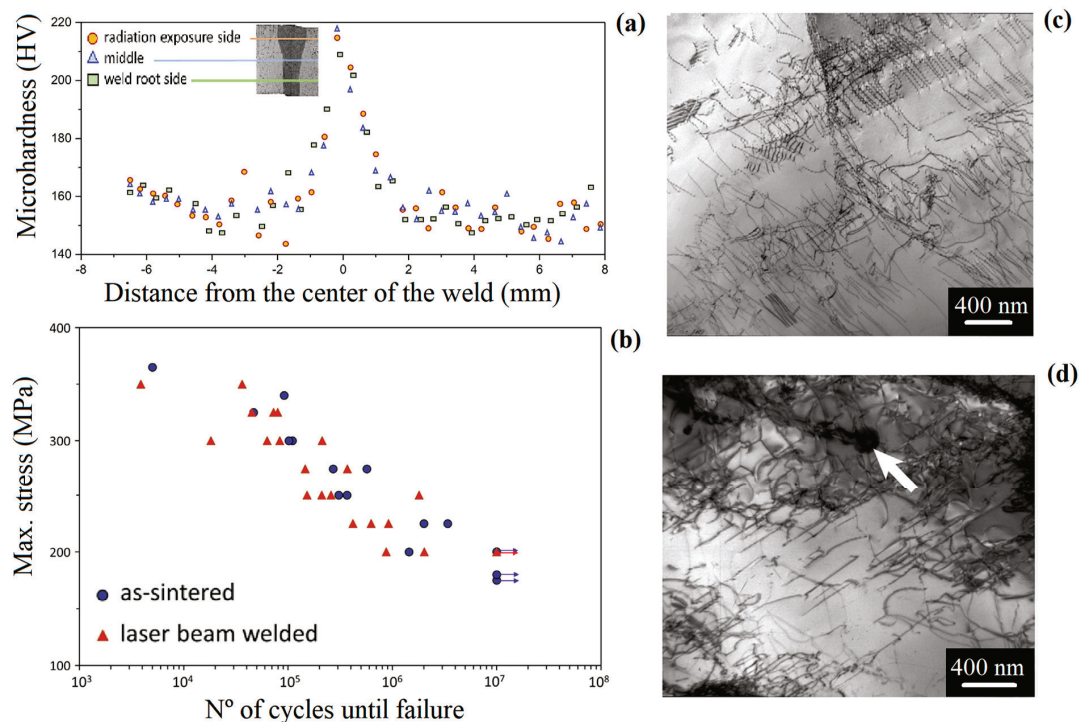 220
200
180
160
140
-8 -6 -4 -2 0 2 4 6 8
Microhardness (HV)
Distance from the center of the weld (mm)
radiation exposure side
middle
weld root side
(a)
400
300
200
100
10³ 10⁴ 10⁵ 10⁶ 10⁷ 10⁸
Max. stress (MPa)
Nº of cycles until failure
as-sintered
laser beam welded
(b)
(c)
400 nm
(d)
400 nm